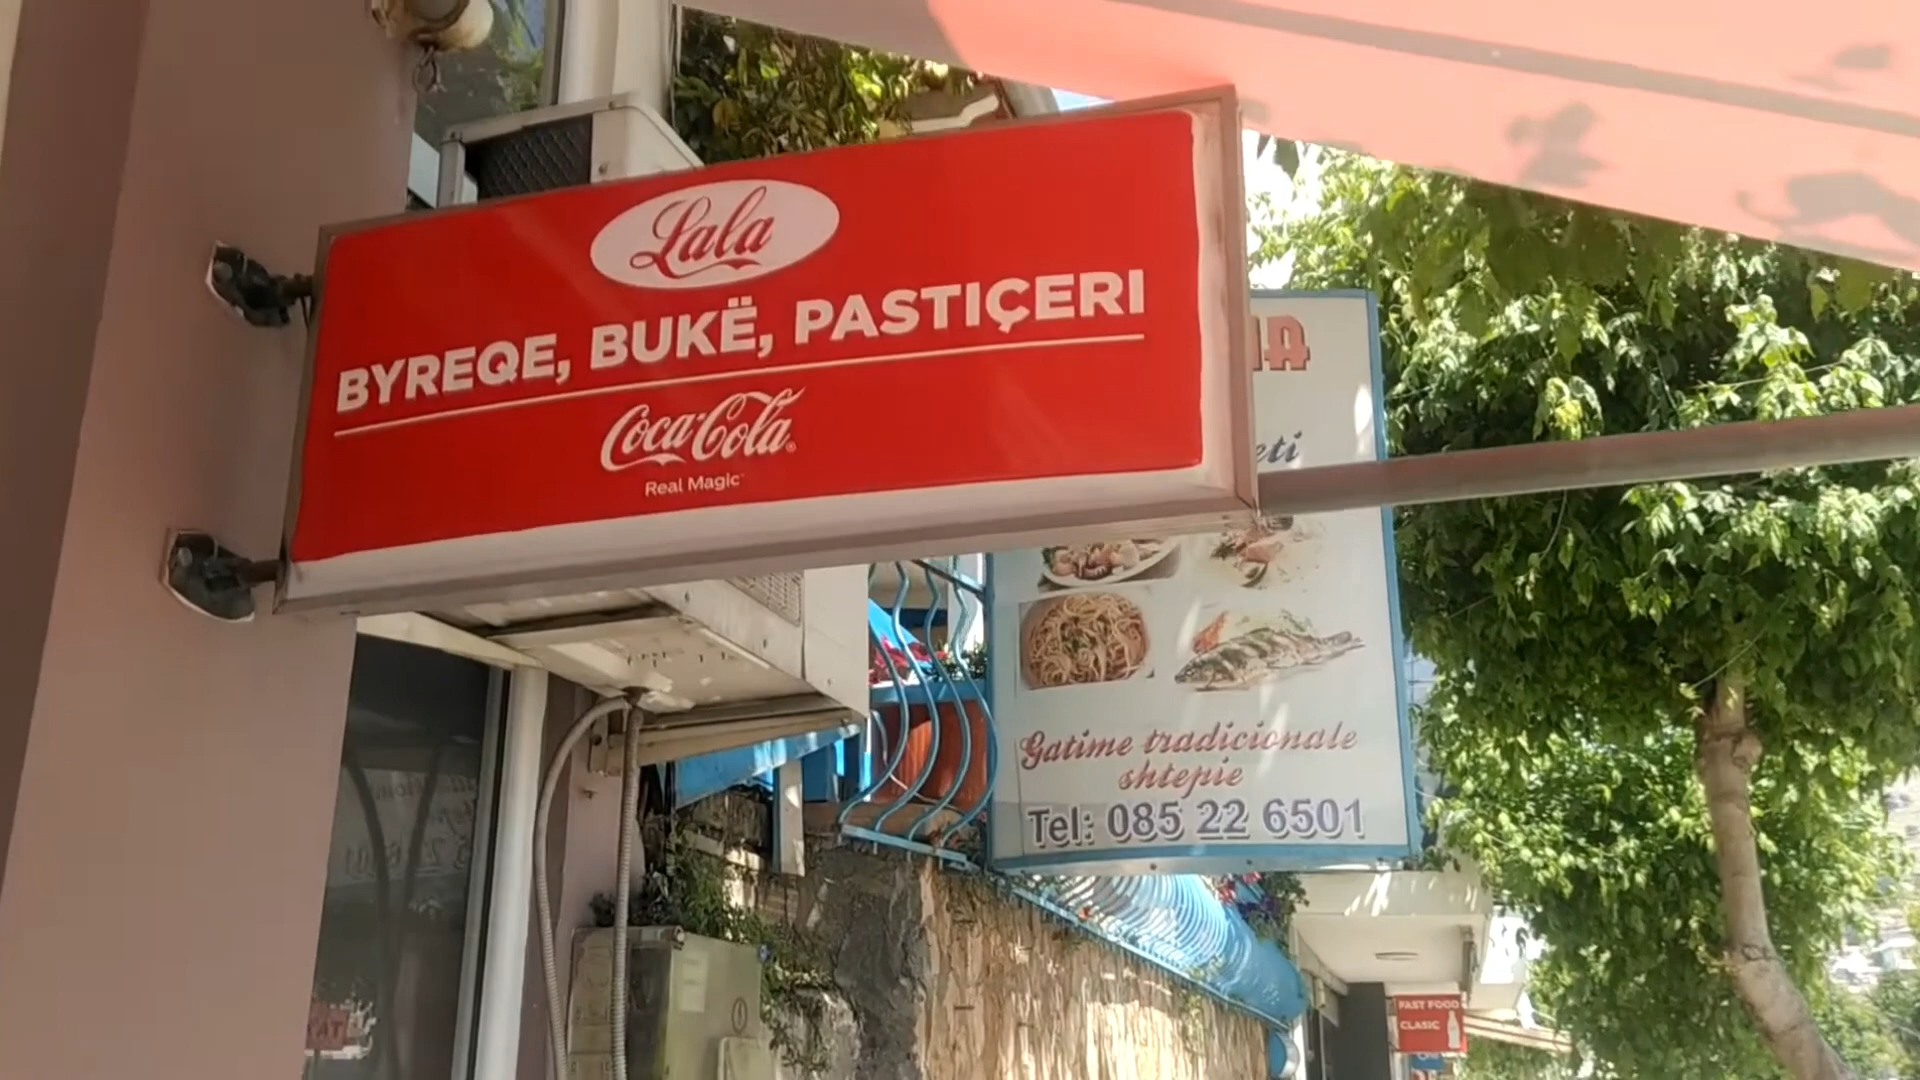 Lala
BYREQE, BUKË, PASTIÇERI
Coca-Cola
Real Magic
Gatime tradicionale
shtepie
Tel: 085 22 6501
FAST FOOD
CLASIC